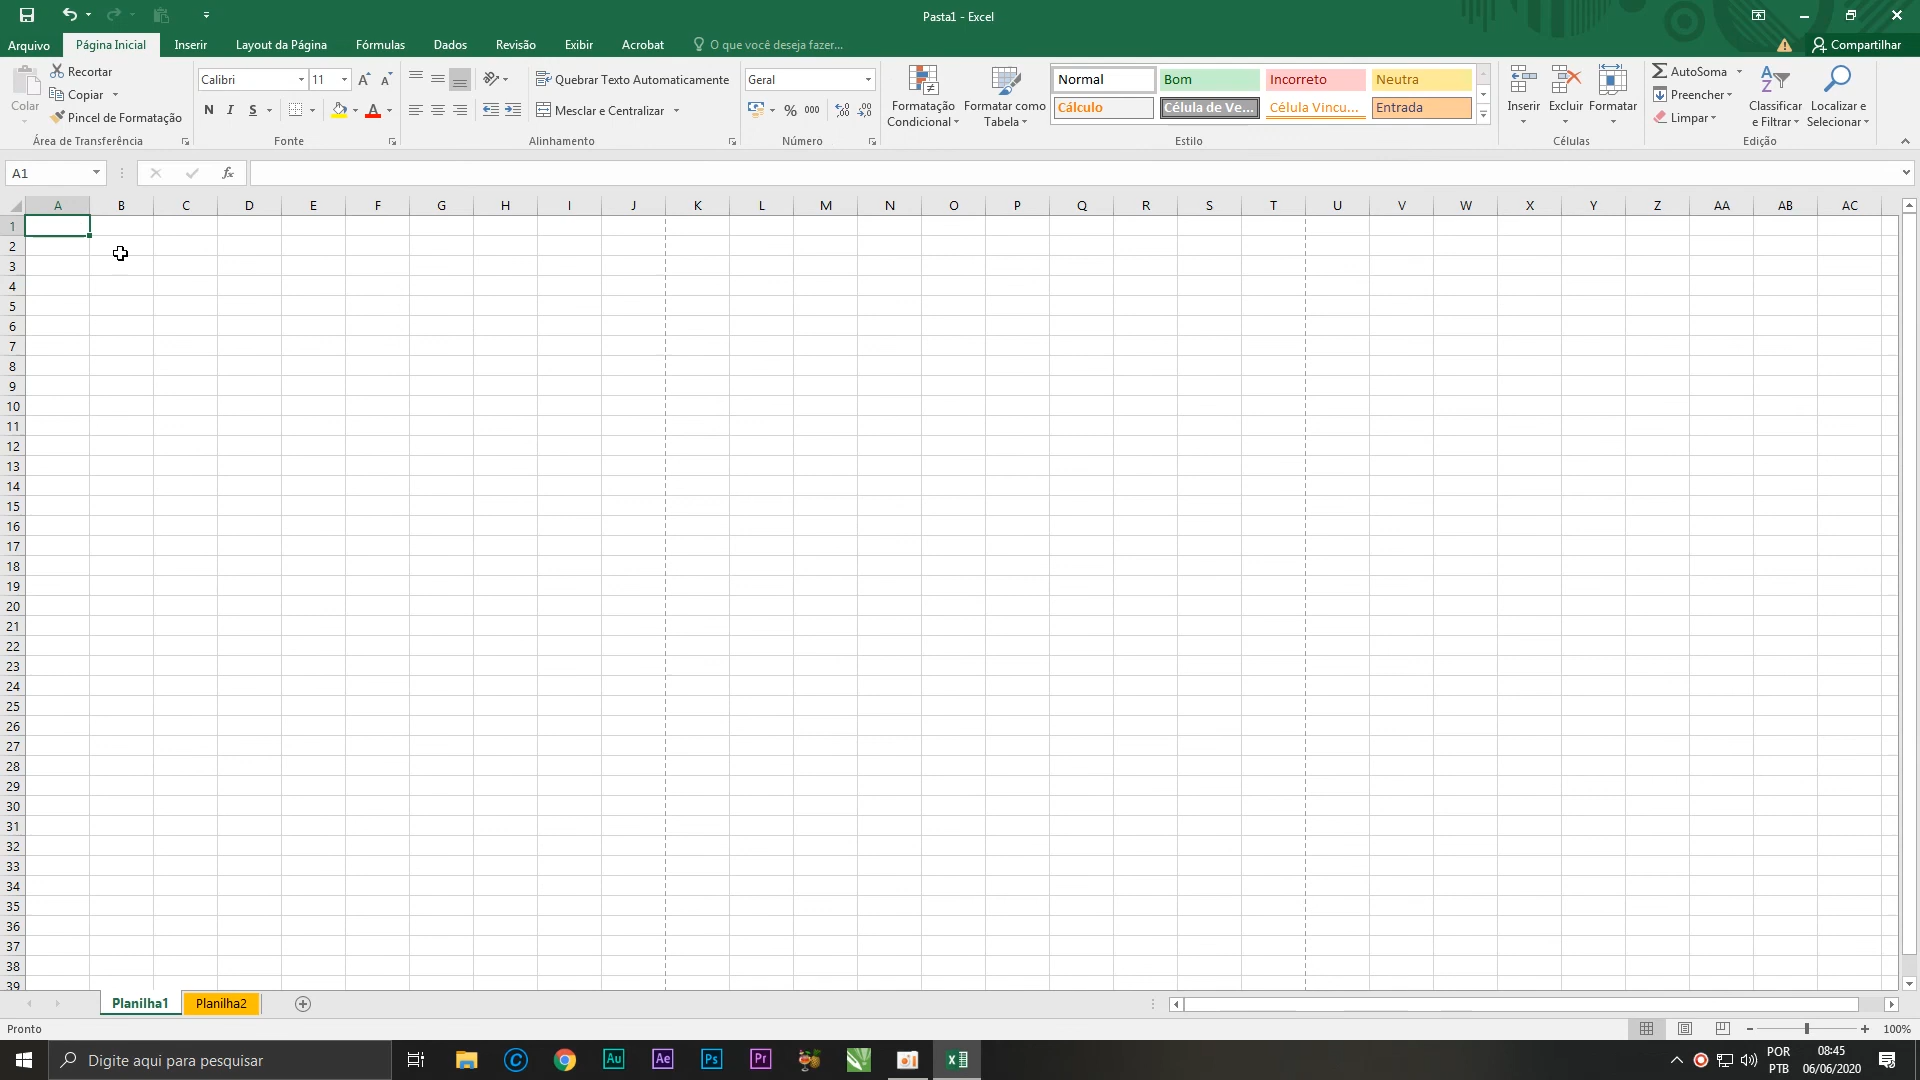 Pasta1 - Excel
Arquivo Página Inicial Inserir Layout da Página Fórmulas Dados Revisão Exibir Acrobat O que você deseja fazer... Compartilhar
Colar
Recortar
Copiar
Pincel de Formatação
Área de Transferência
Calibri 11
N I S
Fonte
Quebrar Texto Automaticamente
Mesclar e Centralizar
Alinhamento
Geral
% 000
Número
Formatação Condicional
Formatar como Tabela
Normal Bom Incorreto Neutra
Cálculo Célula de Ve... Célula Vincu... Entrada
Estilo
Inserir Excluir Formatar
Células
AutoSoma
Preencher
Limpar
Classificar e Filtrar
Localizar e Selecionar
Edição
A1 fx
A B C D E F G H I J K L M N O P Q R S T U V W X Y Z AA AB AC
1
2
3
4
5
6
7
8
9
10
11
12
13
14
15
16
17
18
19
20
21
22
23
24
25
26
27
28
29
30
31
32
33
34
35
36
37
38
39
Planilha1 Planilha2
Pronto 100%
Digite aqui para pesquisar
Au Ae Ps Pr
POR
PTB
08:45
06/06/2020